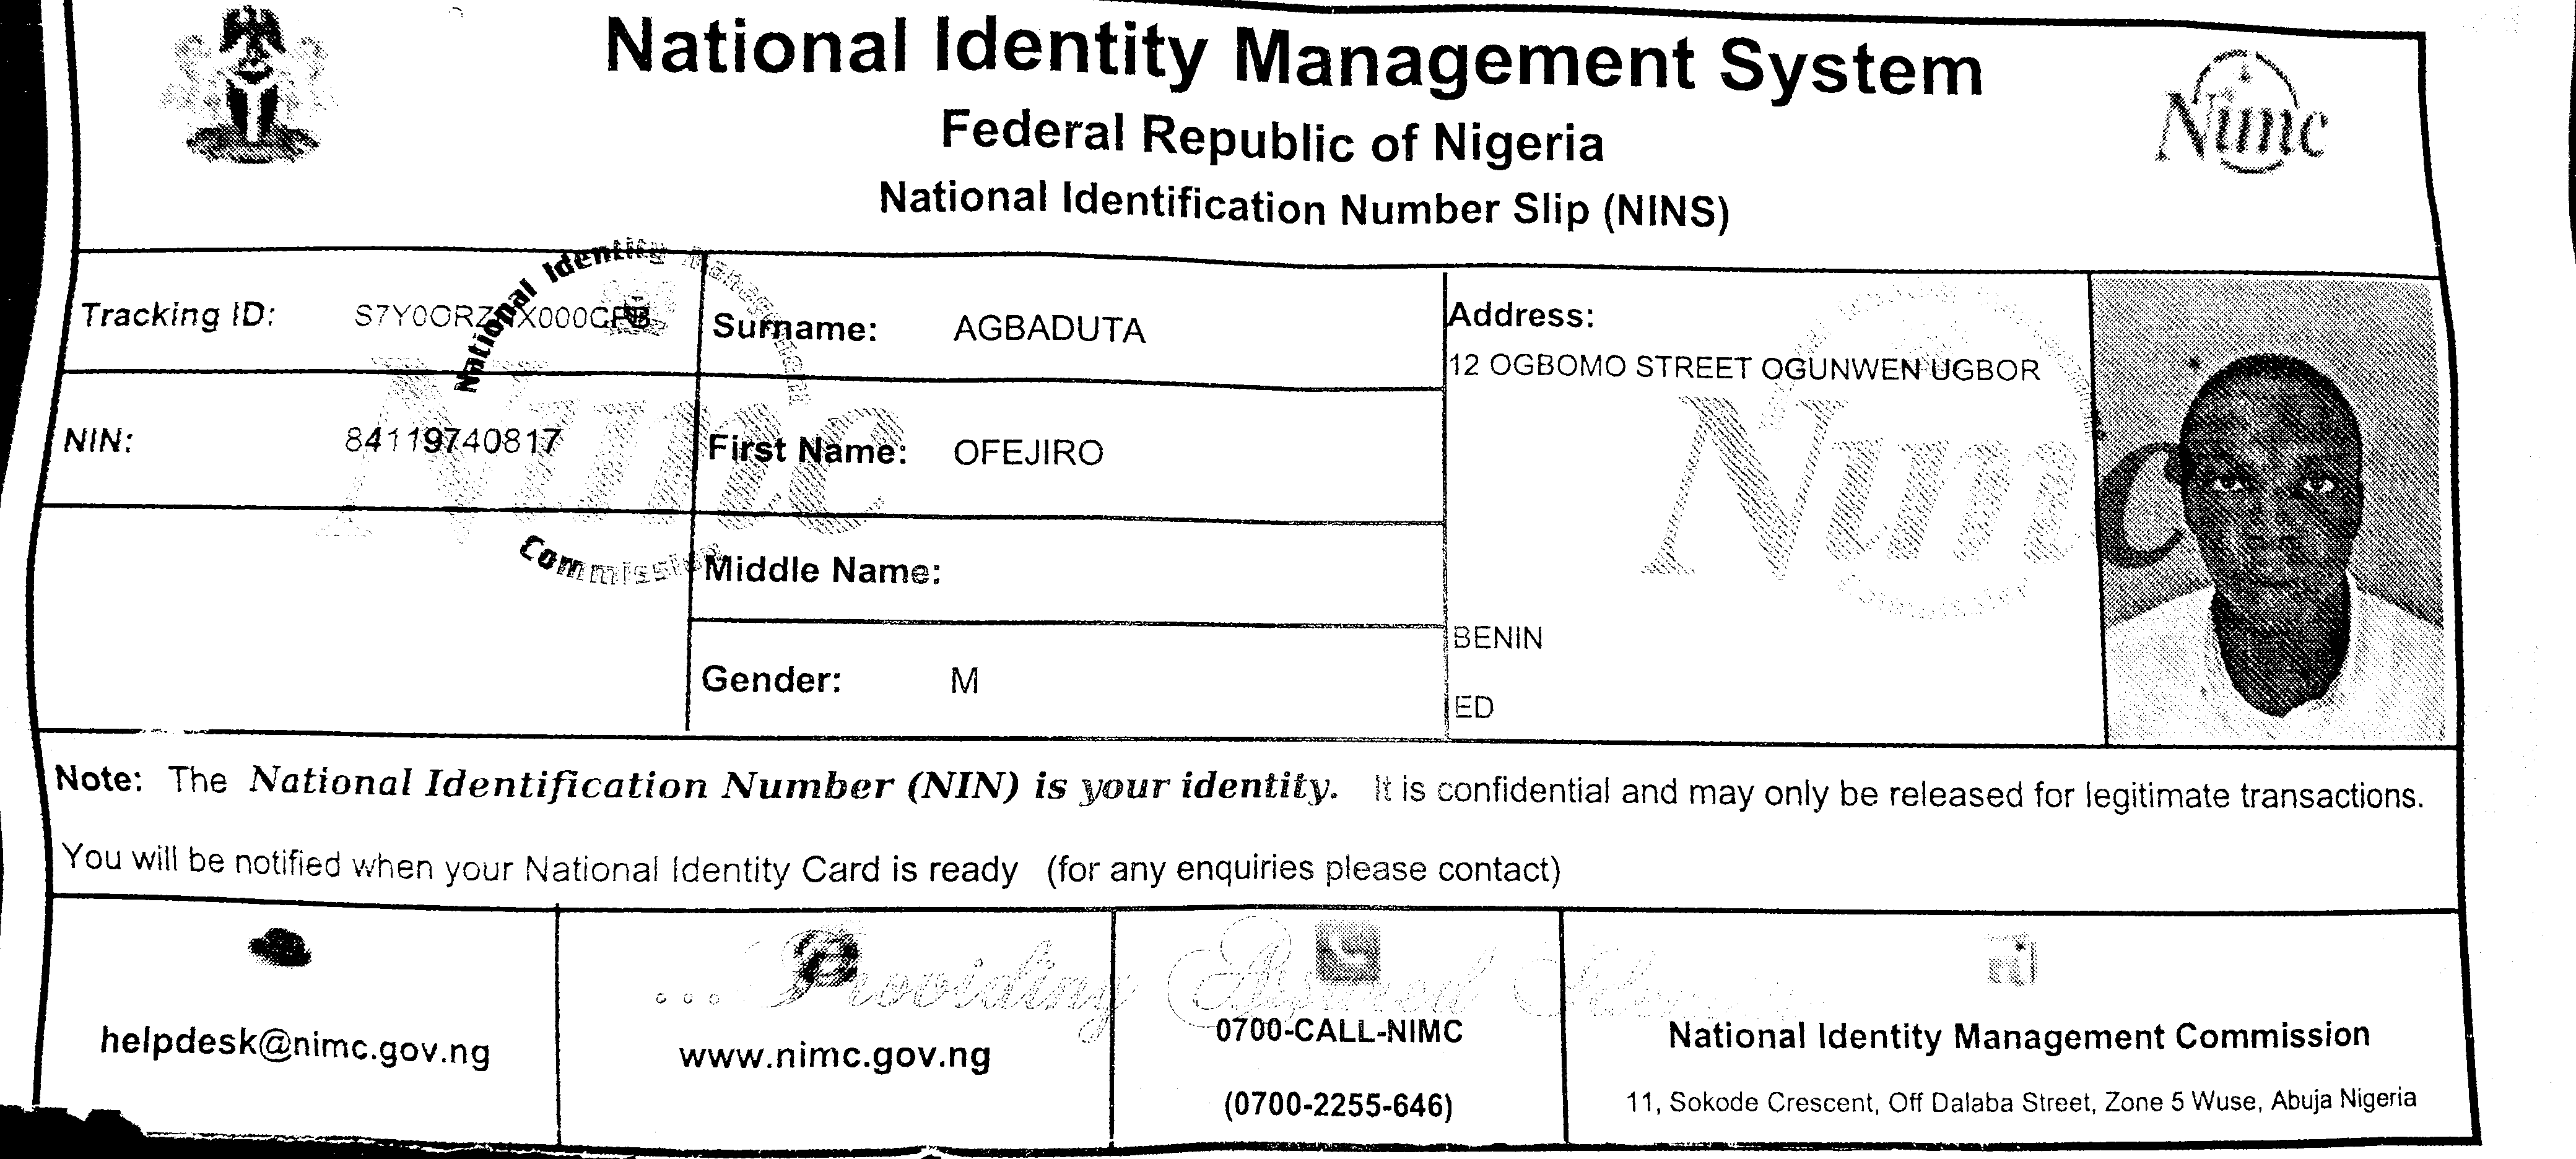 National Identity Management System
Federal Republic of Nigeria
National Identification Number Slip (NINS)
Nimc
Tracking ID:
Surname: AGBADUTA
Address:
12 OGBOMO STREET OGUNWEN UGBOR
NIN: 84119740817
First Name: OFEJIRO
Middle Name:
Gender: M
BENIN
ED
National Identity Management
Nimc
Commission
Nimc
Note: The National Identification Number (NIN) is your identity. It is confidential and may only be released for legitimate transactions.
You will be notified when your National Identity Card is ready (for any enquiries please contact)
... Providing Assured
helpdesk@nimc.gov.ng
www.nimc.gov.ng
0700-CALL-NIMC
(0700-2255-646)
National Identity Management Commission
11, Sokode Crescent, Off Dalaba Street, Zone 5 Wuse, Abuja Nigeria